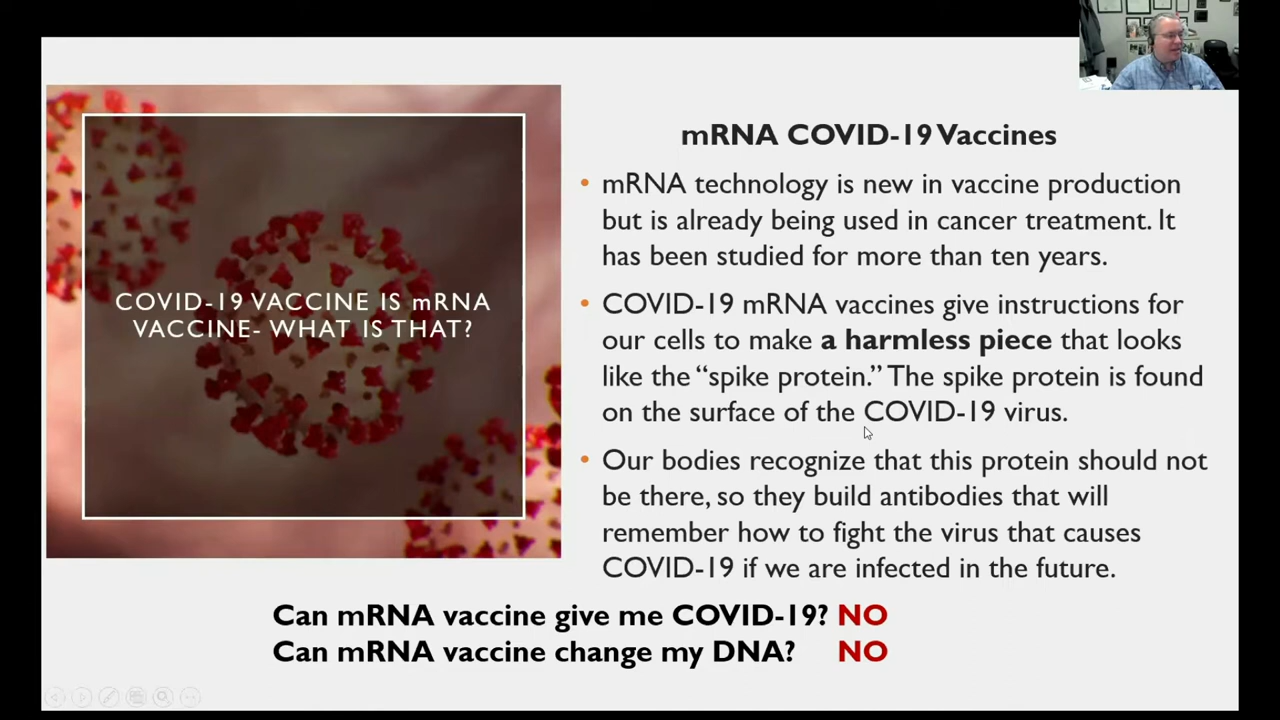 COVID-19 VACCINE IS mRNA
VACCINE- WHAT IS THAT?
mRNA COVID-19 Vaccines
• mRNA technology is new in vaccine production
but is already being used in cancer treatment. It
has been studied for more than ten years.
• COVID-19 mRNA vaccines give instructions for
our cells to make a harmless piece that looks
like the “spike protein.” The spike protein is found
on the surface of the COVID-19 virus.
• Our bodies recognize that this protein should not
be there, so they build antibodies that will
remember how to fight the virus that causes
COVID-19 if we are infected in the future.
Can mRNA vaccine give me COVID-19? NO
Can mRNA vaccine change my DNA? NO